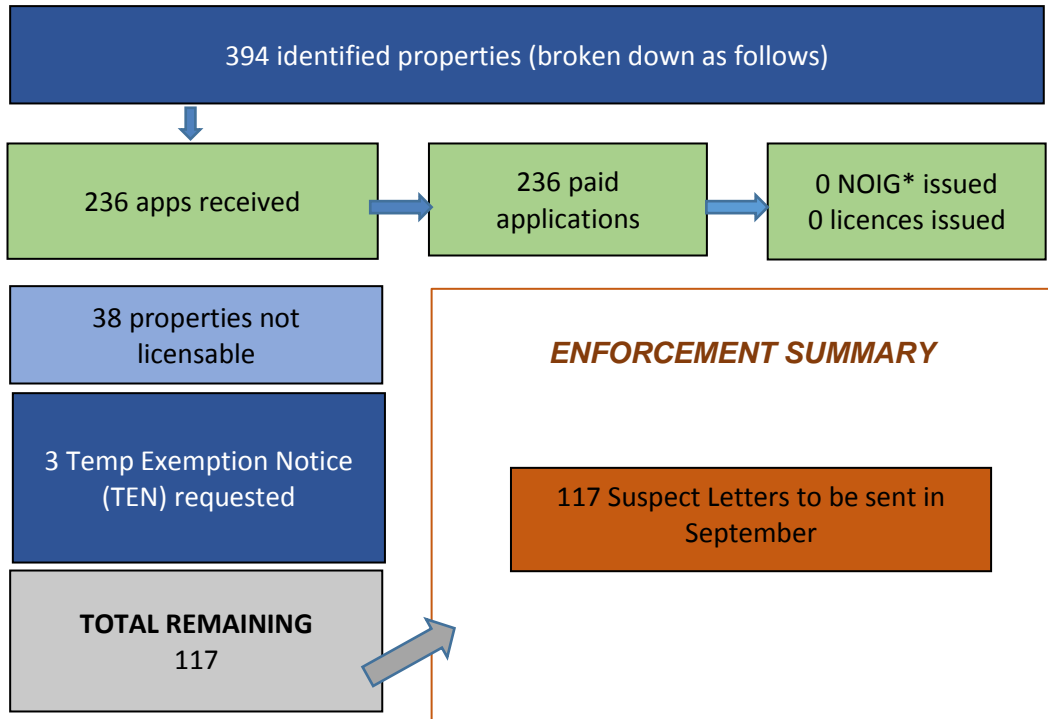 394 identified properties (broken down as follows)
236 apps received
236 paid
applications
0 NOIG* issued
0 licences issued
38 properties not
licensable
ENFORCEMENT SUMMARY
3 Temp Exemption Notice
(TEN) requested
117 Suspect Letters to be sent in
September
TOTAL REMAINING
117